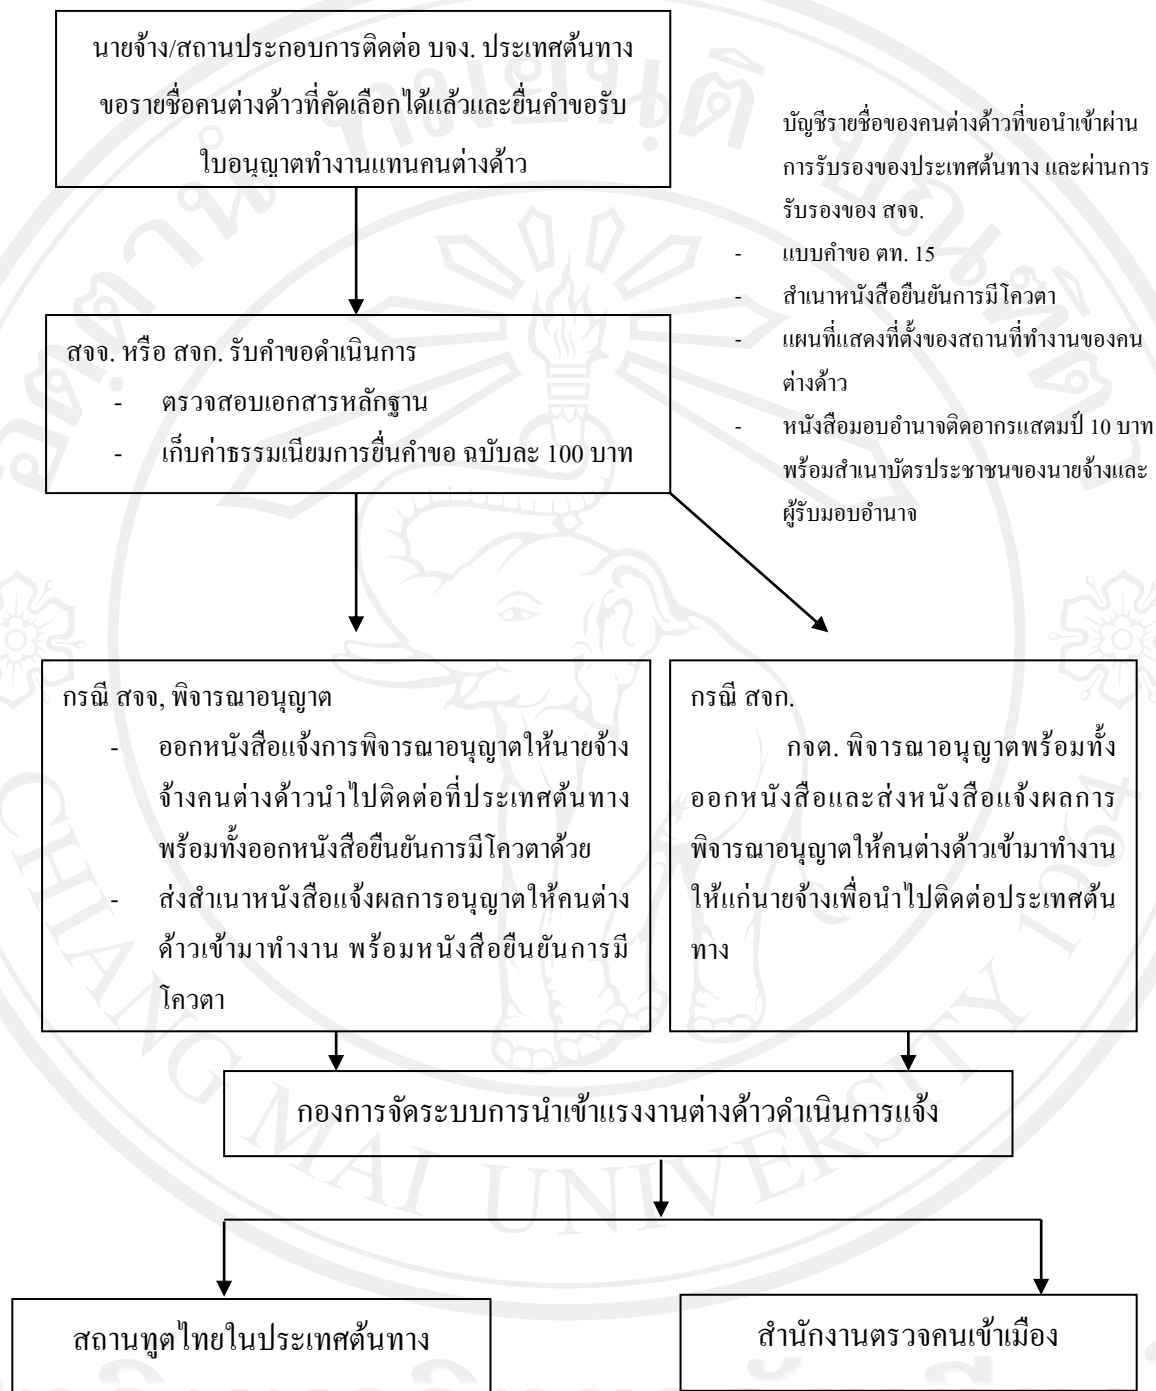 นายจ้าง/สถานประกอบการติดต่อ บจง. ประเทศต้นทาง
ขอรายชื่อคนต่างด้าวที่คัดเลือกได้แล้วและยื่นคำขอรับ
ใบอนุญาตทำงานแทนคนต่างด้าว
บัญชีรายชื่อของคนต่างด้าวที่ขอนำเข้าผ่าน
การรับรองของประเทศต้นทาง และผ่านการ
รับรองของ สจจ.
- แบบคำขอ ตท. 15
- สำเนาหนังสือยืนยันการมีโควตา
- แผนที่แสดงที่ตั้งของสถานที่ทำงานของคน
ต่างด้าว
- หนังสือมอบอำนาจติดอากรแสตมป์ 10 บาท
พร้อมสำเนาบัตรประชาชนของนายจ้างและ
ผู้รับมอบอำนาจ
สจจ. หรือ สจก. รับคำขอดำเนินการ
- ตรวจสอบเอกสารหลักฐาน
- เก็บค่าธรรมเนียมการยื่นคำขอ ฉบับละ 100 บาท
กรณี สจจ, พิจารณาอนุญาต
- ออกหนังสือแจ้งการพิจารณาอนุญาตให้นายจ้าง
จ้างคนต่างด้าวนำไปติดต่อที่ประเทศต้นทาง
พร้อมทั้งออกหนังสือยืนยันการมีโควตาด้วย
- ส่งสำเนาหนังสือแจ้งผลการอนุญาตให้คนต่าง
ด้าวเข้ามาทำงาน พร้อมหนังสือยืนยันการมี
โควตา
กรณี สจก.
กจต. พิจารณาอนุญาตพร้อมทั้ง
ออกหนังสือและส่งหนังสือแจ้งผลการ
พิจารณาอนุญาตให้คนต่างด้าวเข้ามาทำงาน
ให้แก่นายจ้างเพื่อนำไปติดต่อประเทศต้น
ทาง
กองการจัดระบบการนำเข้าแรงงานต่างด้าวดำเนินการแจ้ง
สถานทูตไทยในประเทศต้นทาง
สำนักงานตรวจคนเข้าเมือง
CHIANG MAI UNIVERSITY 1964